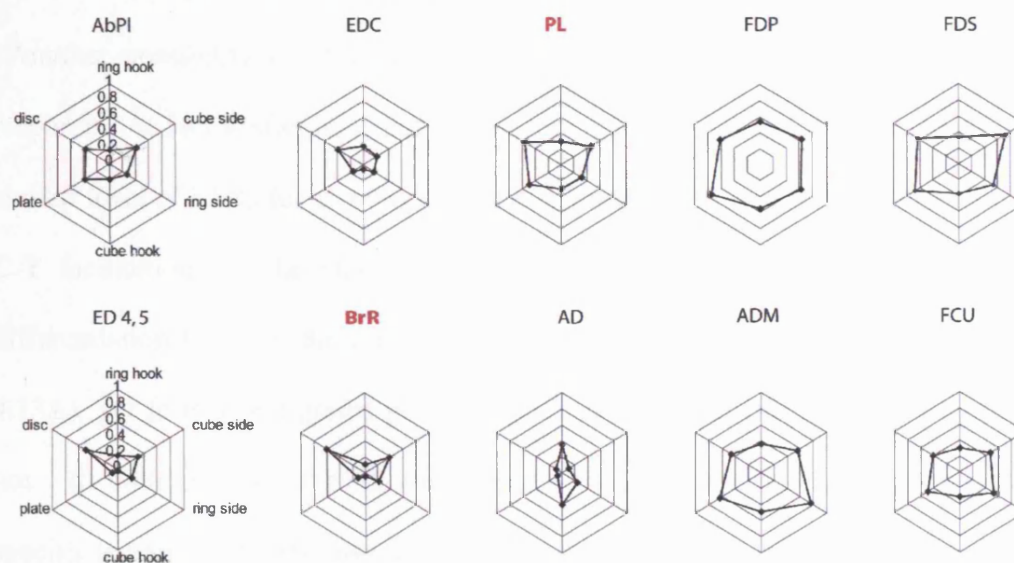 AbPl EDC PL FDP FDS
ring hook
1
0.8
0.6
0.4
0.2
0
disc cube side
plate ring side
cube hook
ED 4, 5 BrR AD ADM FCU
ring hook
1
0.8
0.6
0.4
0.2
0
disc cube side
plate ring side
cube hook